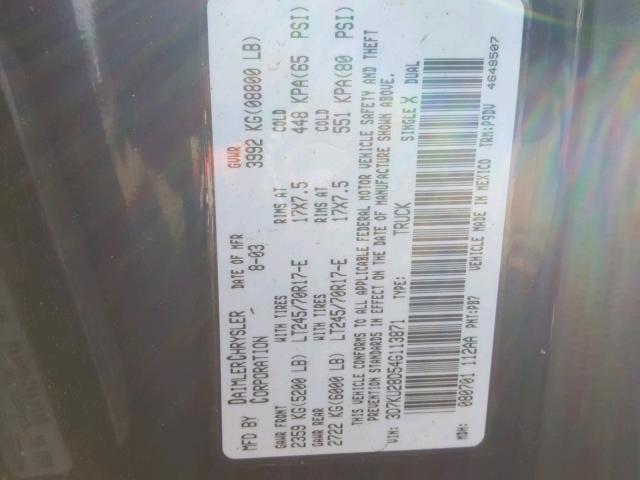 MFD BY DAIMLERCHRYSLER CORPORATION DATE OF MFR 8-03 GVWR 3992 KG(08800 LB)
GAWR FRONT WITH TIRES RIMS AT COLD
2359 KG(5200 LB) LT245/70R17-E 17X7.5 448 KPA(65 PSI)
GAWR REAR WITH TIRES RIMS AT COLD
2722 KG(6000 LB) LT245/70R17-E 17X7.5 551 KPA(80 PSI)
THIS VEHICLE CONFORMS TO ALL APPLICABLE FEDERAL MOTOR VEHICLE SAFETY AND THEFT
PREVENTION STANDARDS IN EFFECT ON THE DATE OF MANUFACTURE SHOWN ABOVE.
VIN: 3D7KU28D54G113871 TYPE: TRUCK SINGLE X DUAL
MDH: 080701 112AA PNT:PB7 VEHICLE MADE IN MEXICO TRM:P9DV 4648507